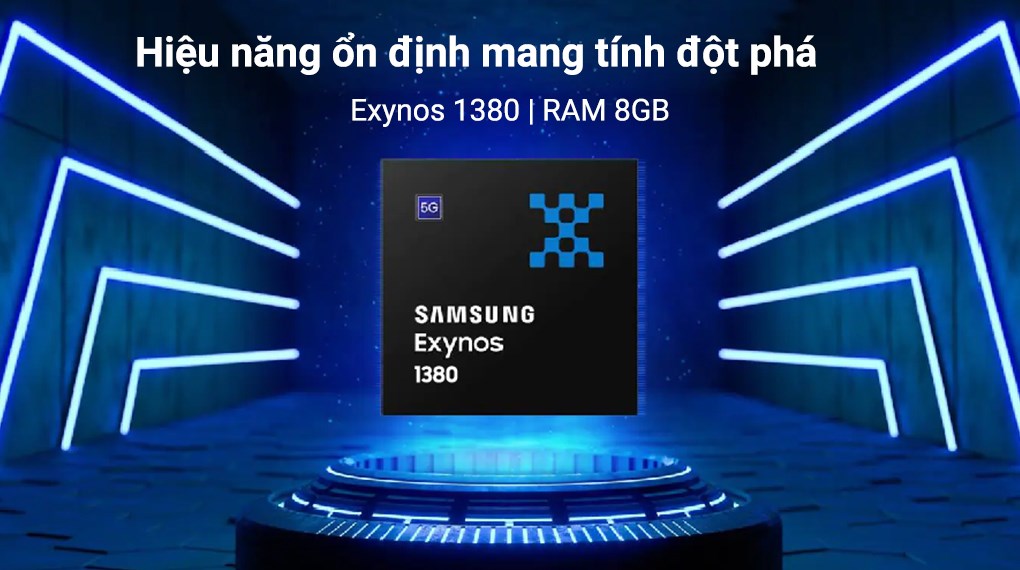 Hiệu năng ổn định mang tính đột phá
Exynos 1380 | RAM 8GB
5G
SAMSUNG
Exynos
1380